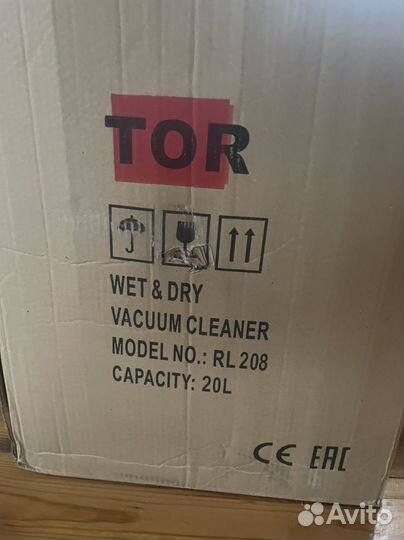 TOR
WET & DRY
VACUUM CLEANER
MODEL NO.: RL 208
CAPACITY: 20L
CE EAC
Avito